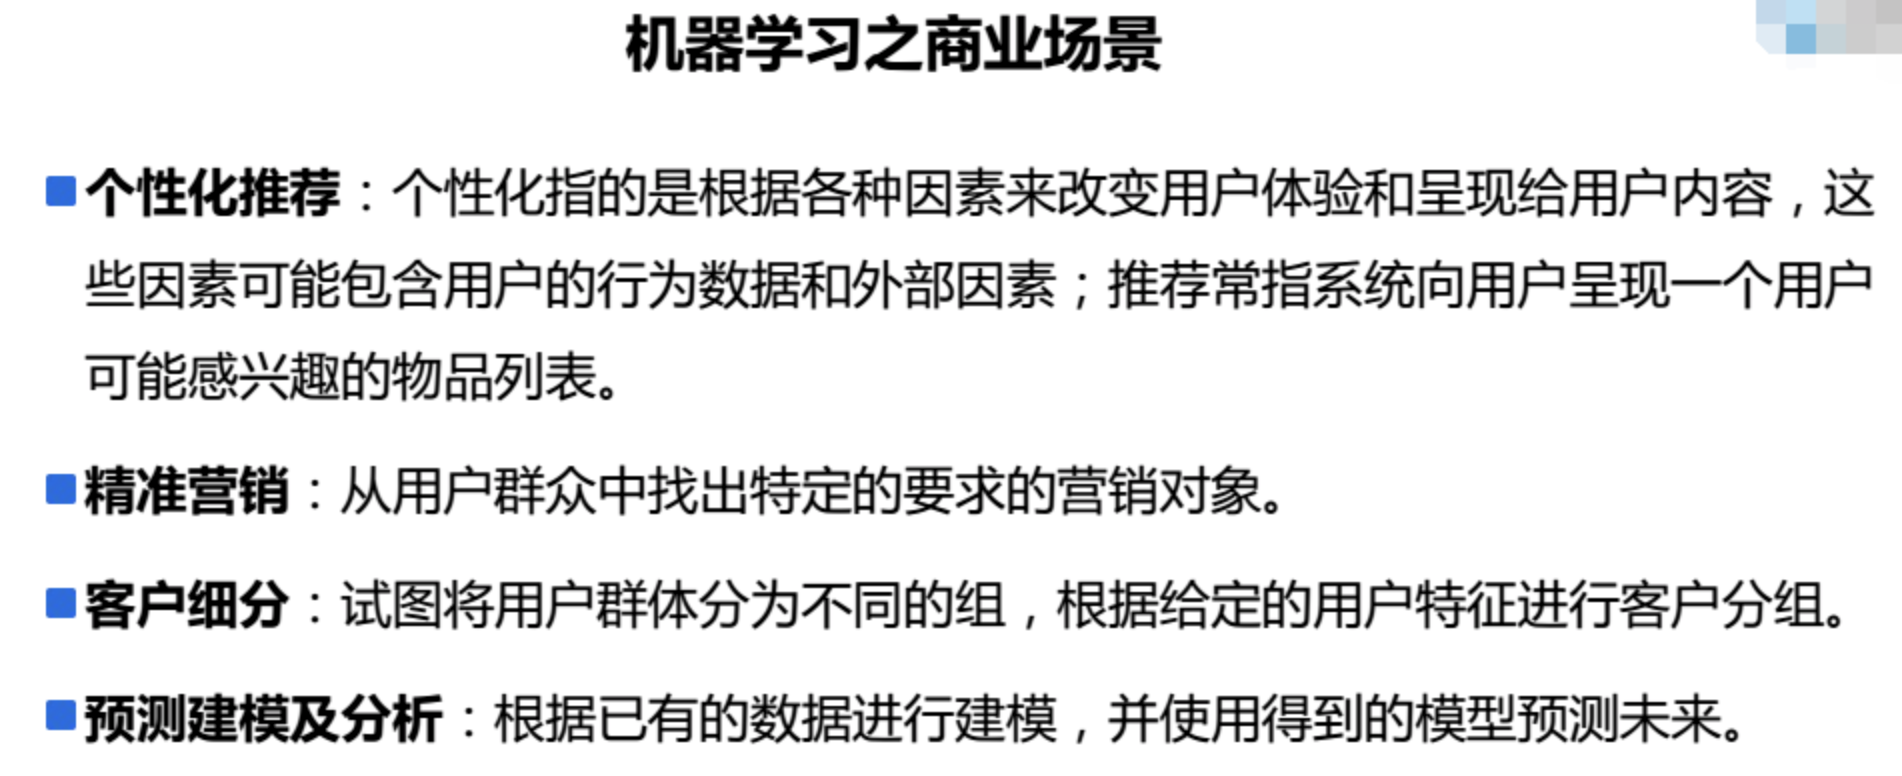 机器学习之商业场景
个性化推荐：个性化指的是根据各种因素来改变用户体验和呈现给用户内容，这
些因素可能包含用户的行为数据和外部因素；推荐常指系统向用户呈现一个用户
可能感兴趣的物品列表。
精准营销：从用户群众中找出特定的要求的营销对象。
客户细分：试图将用户群体分为不同的组，根据给定的用户特征进行客户分组。
预测建模及分析：根据已有的数据进行建模，并使用得到的模型预测未来。